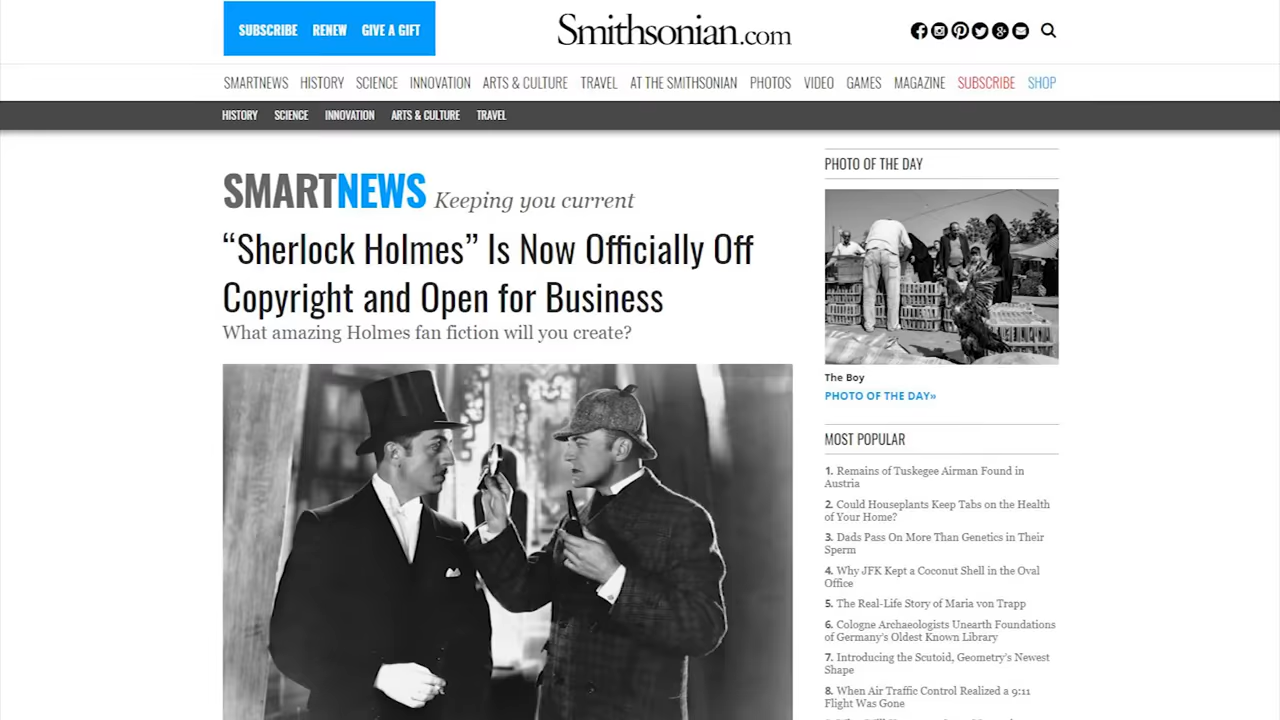 SUBSCRIBE RENEW GIVE A GIFT
Smithsonian.com
SMARTNEWS HISTORY SCIENCE INNOVATION ARTS & CULTURE TRAVEL AT THE SMITHSONIAN PHOTOS VIDEO GAMES MAGAZINE SUBSCRIBE SHOP
HISTORY SCIENCE INNOVATION ARTS & CULTURE TRAVEL
SMARTNEWS Keeping you current
“Sherlock Holmes” Is Now Officially Off
Copyright and Open for Business
What amazing Holmes fan fiction will you create?
PHOTO OF THE DAY
The Boy
PHOTO OF THE DAY»
MOST POPULAR
1. Remains of Tuskegee Airman Found in
Austria
2. Could Houseplants Keep Tabs on the Health
of Your Home?
3. Dads Pass On More Than Genetics in Their
Sperm
4. Why JFK Kept a Coconut Shell in the Oval
Office
5. The Real-Life Story of Maria von Trapp
6. Cologne Archaeologists Unearth Foundations
of Germany's Oldest Known Library
7. Introducing the Scutoid, Geometry's Newest
Shape
8. When Air Traffic Control Realized a 9:11
Flight Was Gone